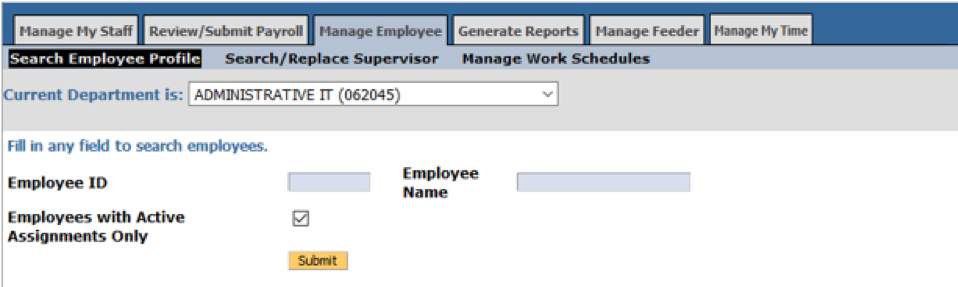 Manage My Staff Review/Submit Payroll Manage Employee Generate Reports Manage Feeder Manage My Time
Search Employee Profile Search/Replace Supervisor Manage Work Schedules
Current Department is: ADMINISTRATIVE IT (062045)
Fill in any field to search employees.
Employee ID Employee Name
Employees with Active
Assignments Only
Submit